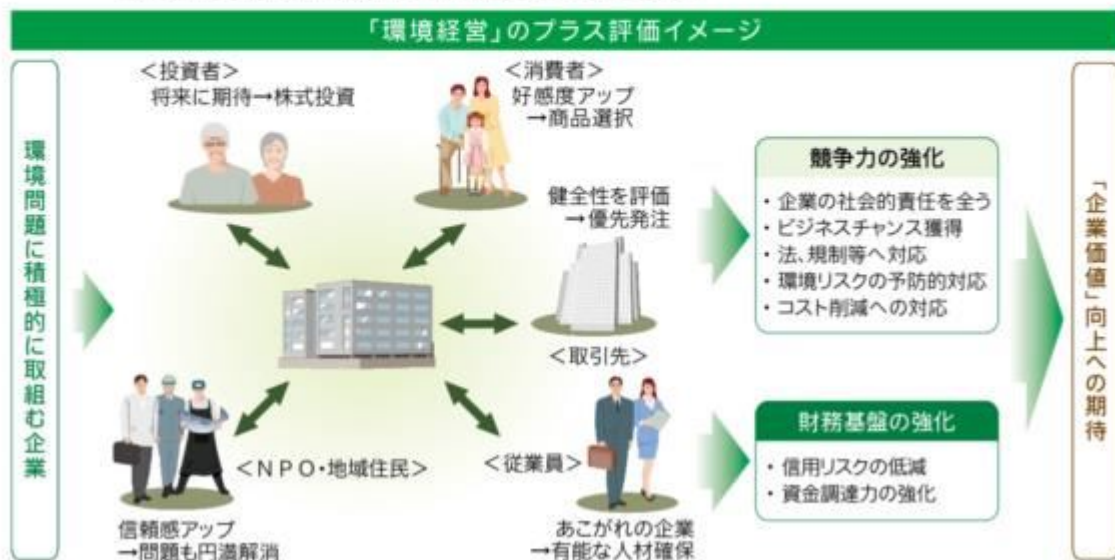 「環境経営」のプラス評価イメージ
環境問題に積極的に取組む企業
<投資者>
将来に期待→株式投資
<消費者>
好感度アップ
→商品選択
健全性を評価
→優先発注
<取引先>
<NPO・地域住民>
信頼感アップ
→問題も円満解消
<従業員>
あこがれの企業
→有能な人材確保
競争力の強化
・企業の社会的責任を全う
・ビジネスチャンス獲得
・法、規制等へ対応
・環境リスクの予防的対応
・コスト削減への対応
財務基盤の強化
・信用リスクの低減
・資金調達力の強化
「企業価値」向上への期待